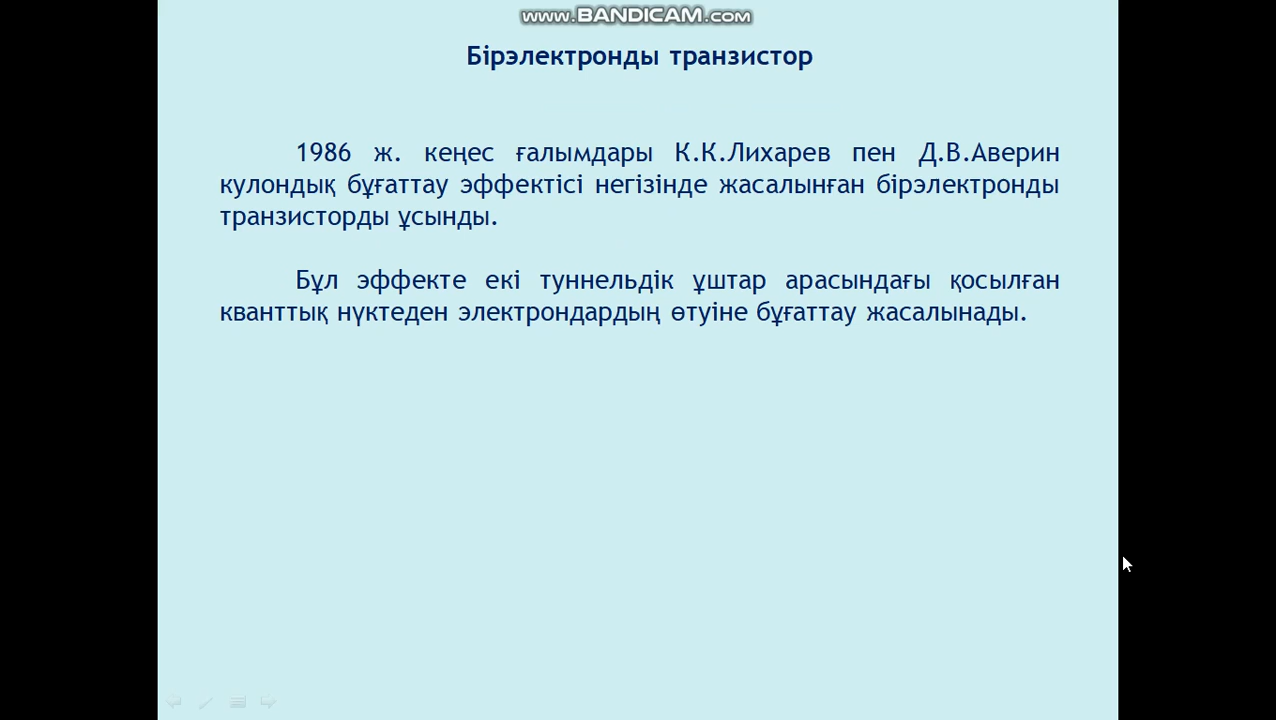 www.BANDICAM.com
Бірэлектронды транзистор
1986 ж. кеңес ғалымдары К.К.Лихарев пен Д.В.Аверин
кулондық бұғаттау эффектісі негізінде жасалынған бірэлектронды
транзисторды ұсынды.
Бұл эффекте екі туннельдік ұштар арасындағы қосылған
кванттық нүктеден электрондардың өтуіне бұғаттау жасалынады.